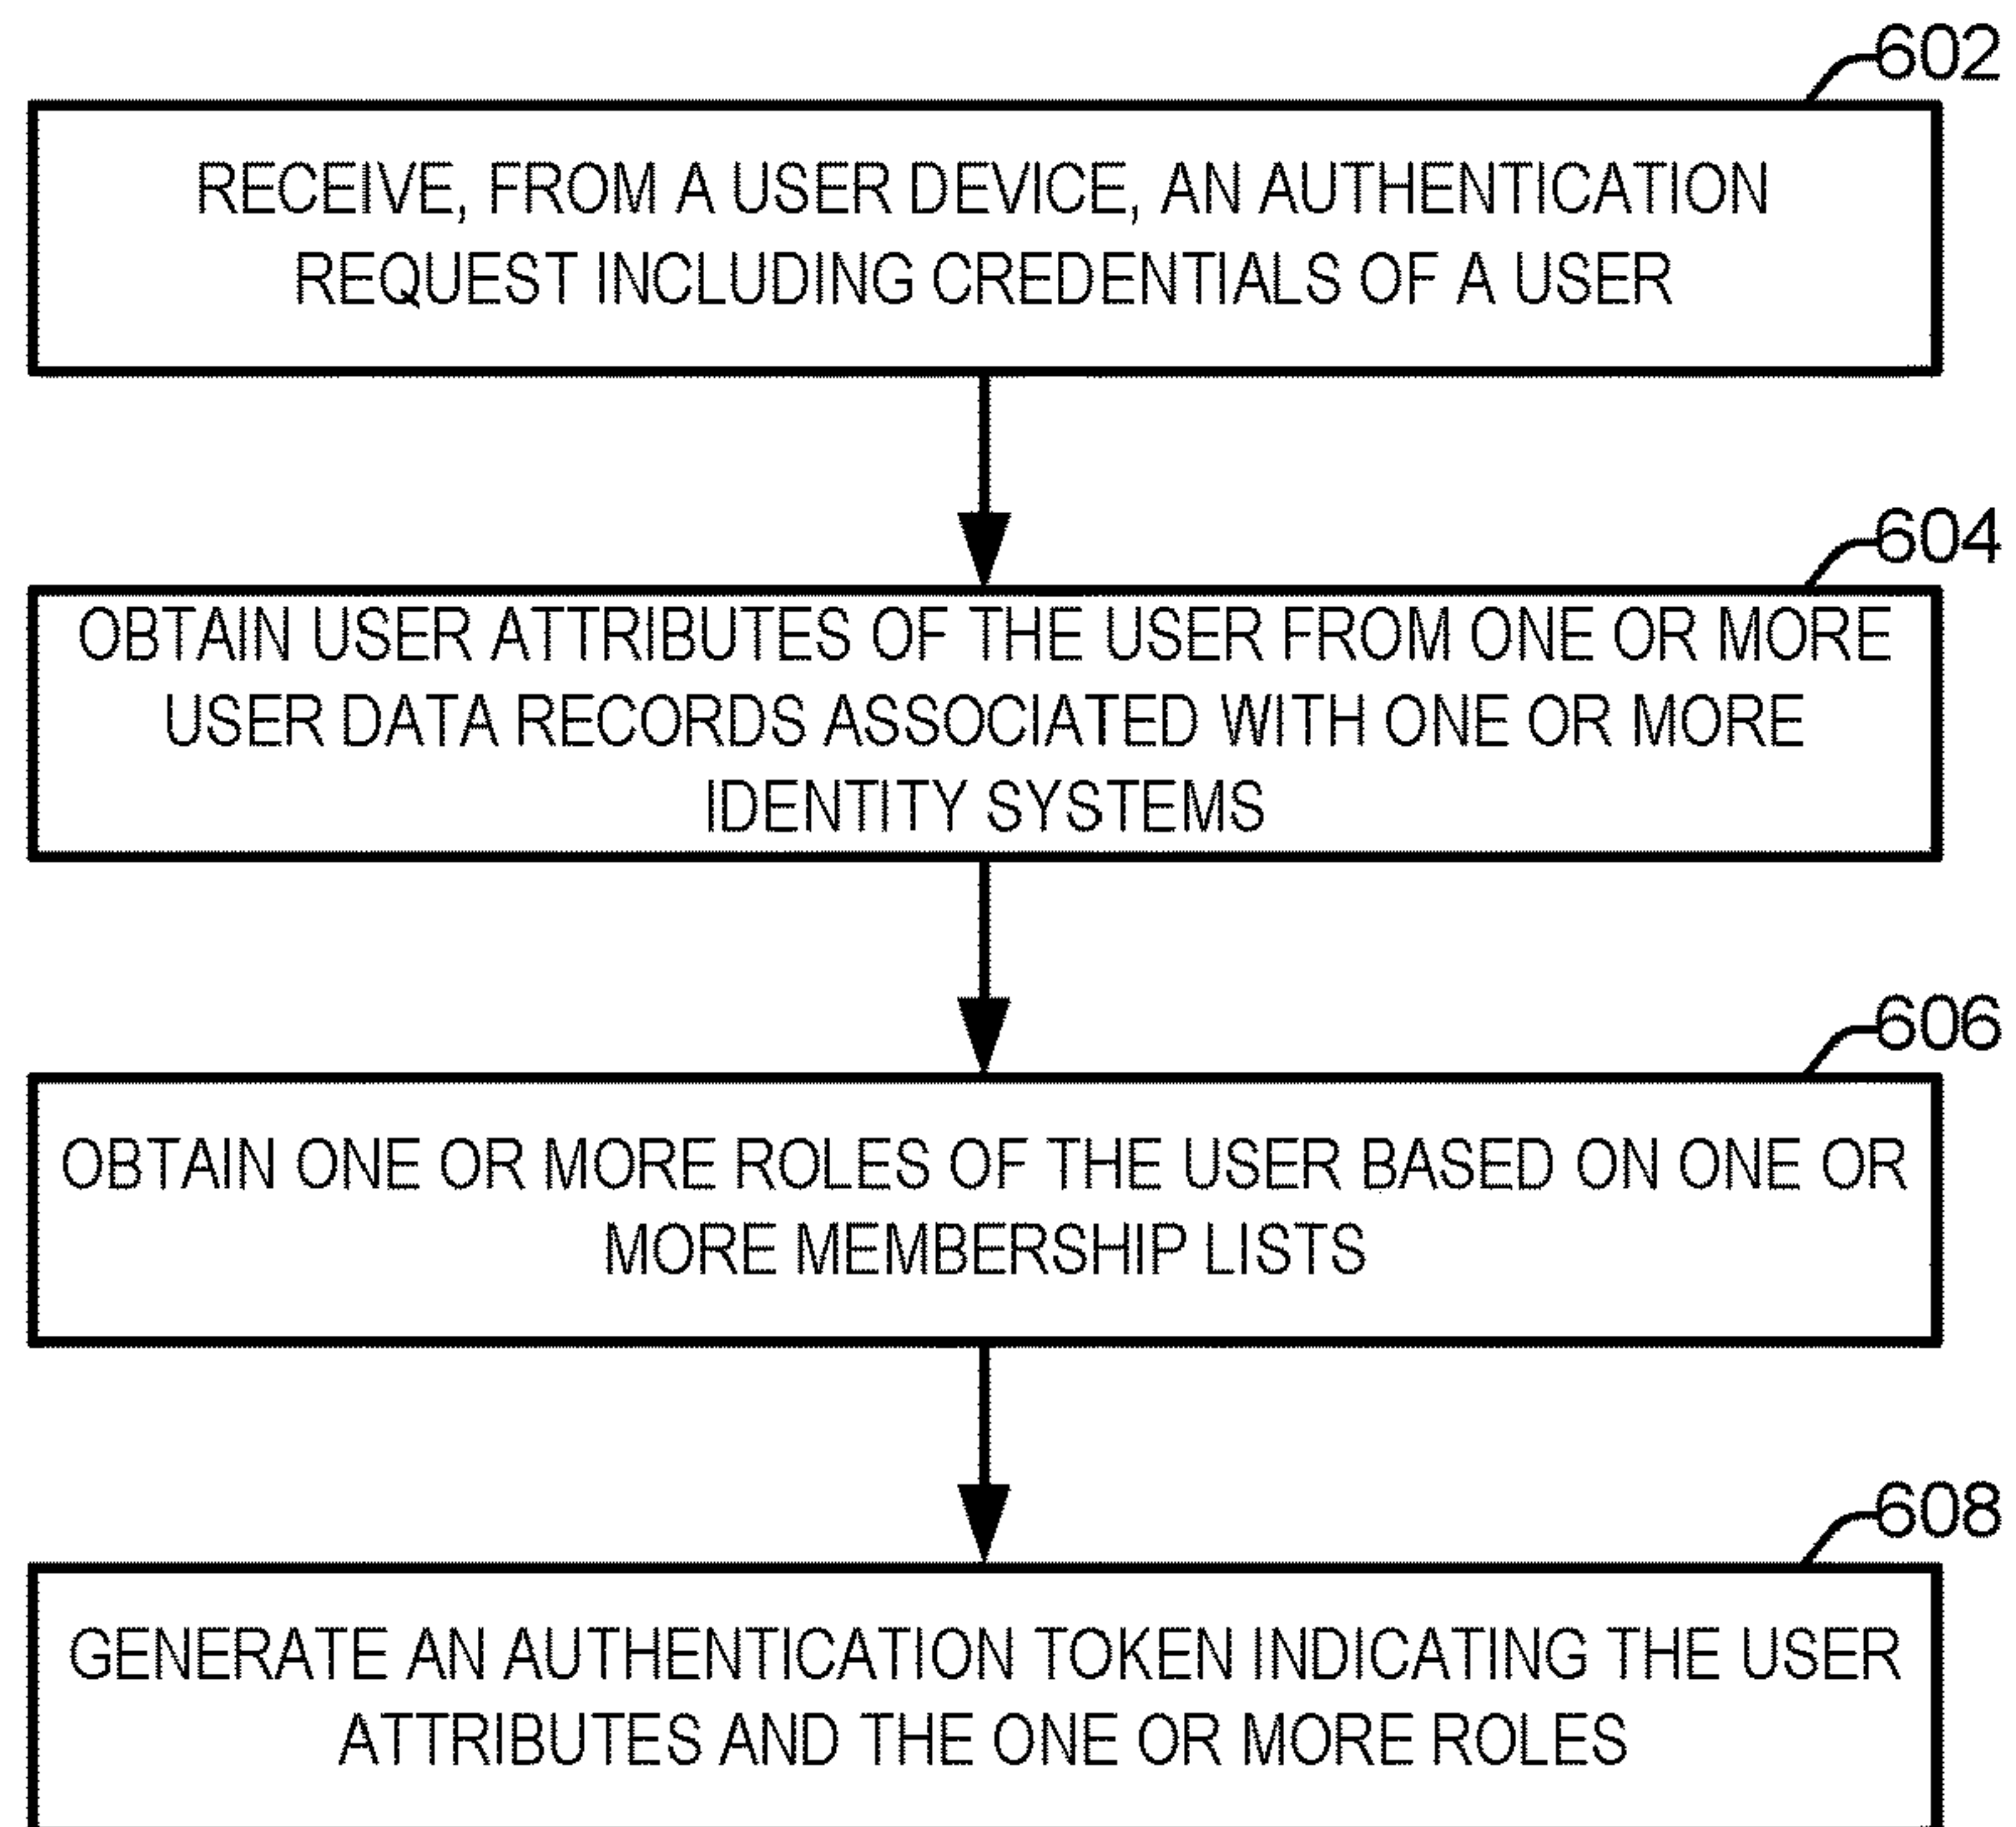 602
RECEIVE, FROM A USER DEVICE, AN AUTHENTICATION
REQUEST INCLUDING CREDENTIALS OF A USER
604
OBTAIN USER ATTRIBUTES OF THE USER FROM ONE OR MORE
USER DATA RECORDS ASSOCIATED WITH ONE OR MORE
IDENTITY SYSTEMS
606
OBTAIN ONE OR MORE ROLES OF THE USER BASED ON ONE OR
MORE MEMBERSHIP LISTS
608
GENERATE AN AUTHENTICATION TOKEN INDICATING THE USER
ATTRIBUTES AND THE ONE OR MORE ROLES